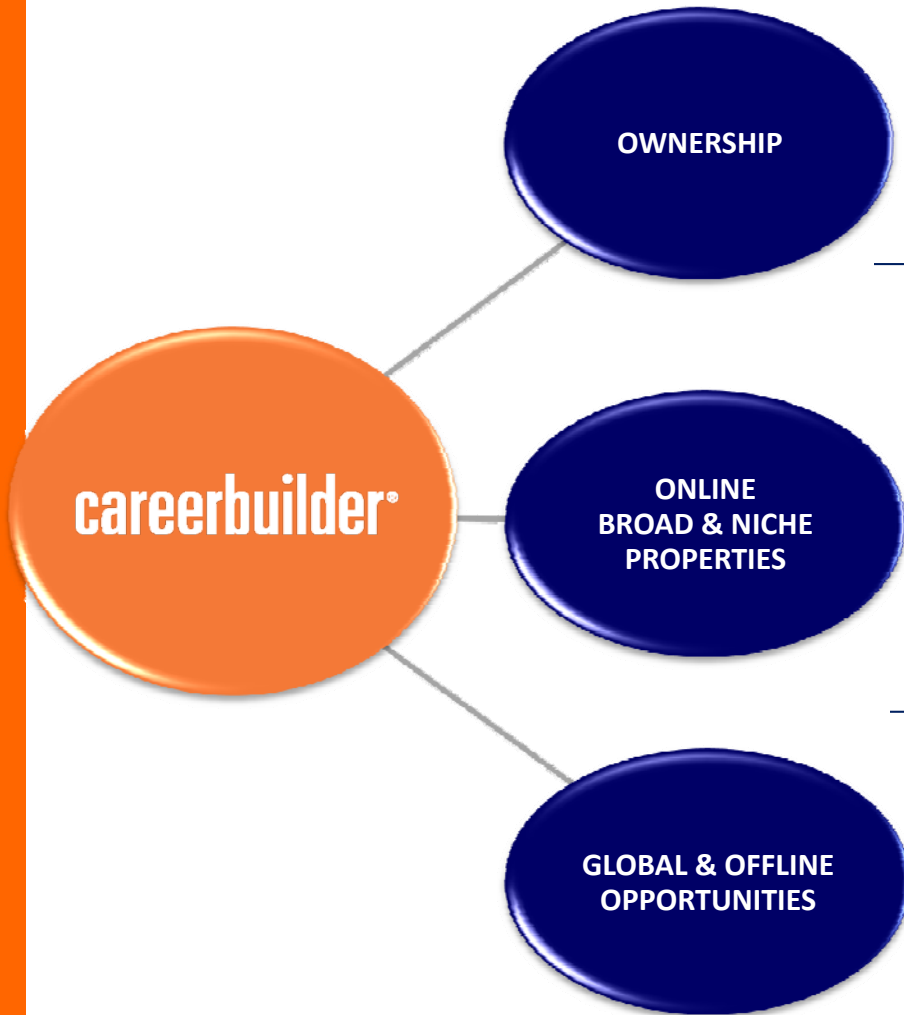 OWNERSHIP
careerbuilder®
ONLINE
BROAD & NICHE
PROPERTIES
GLOBAL & OFFLINE
OPPORTUNITIES